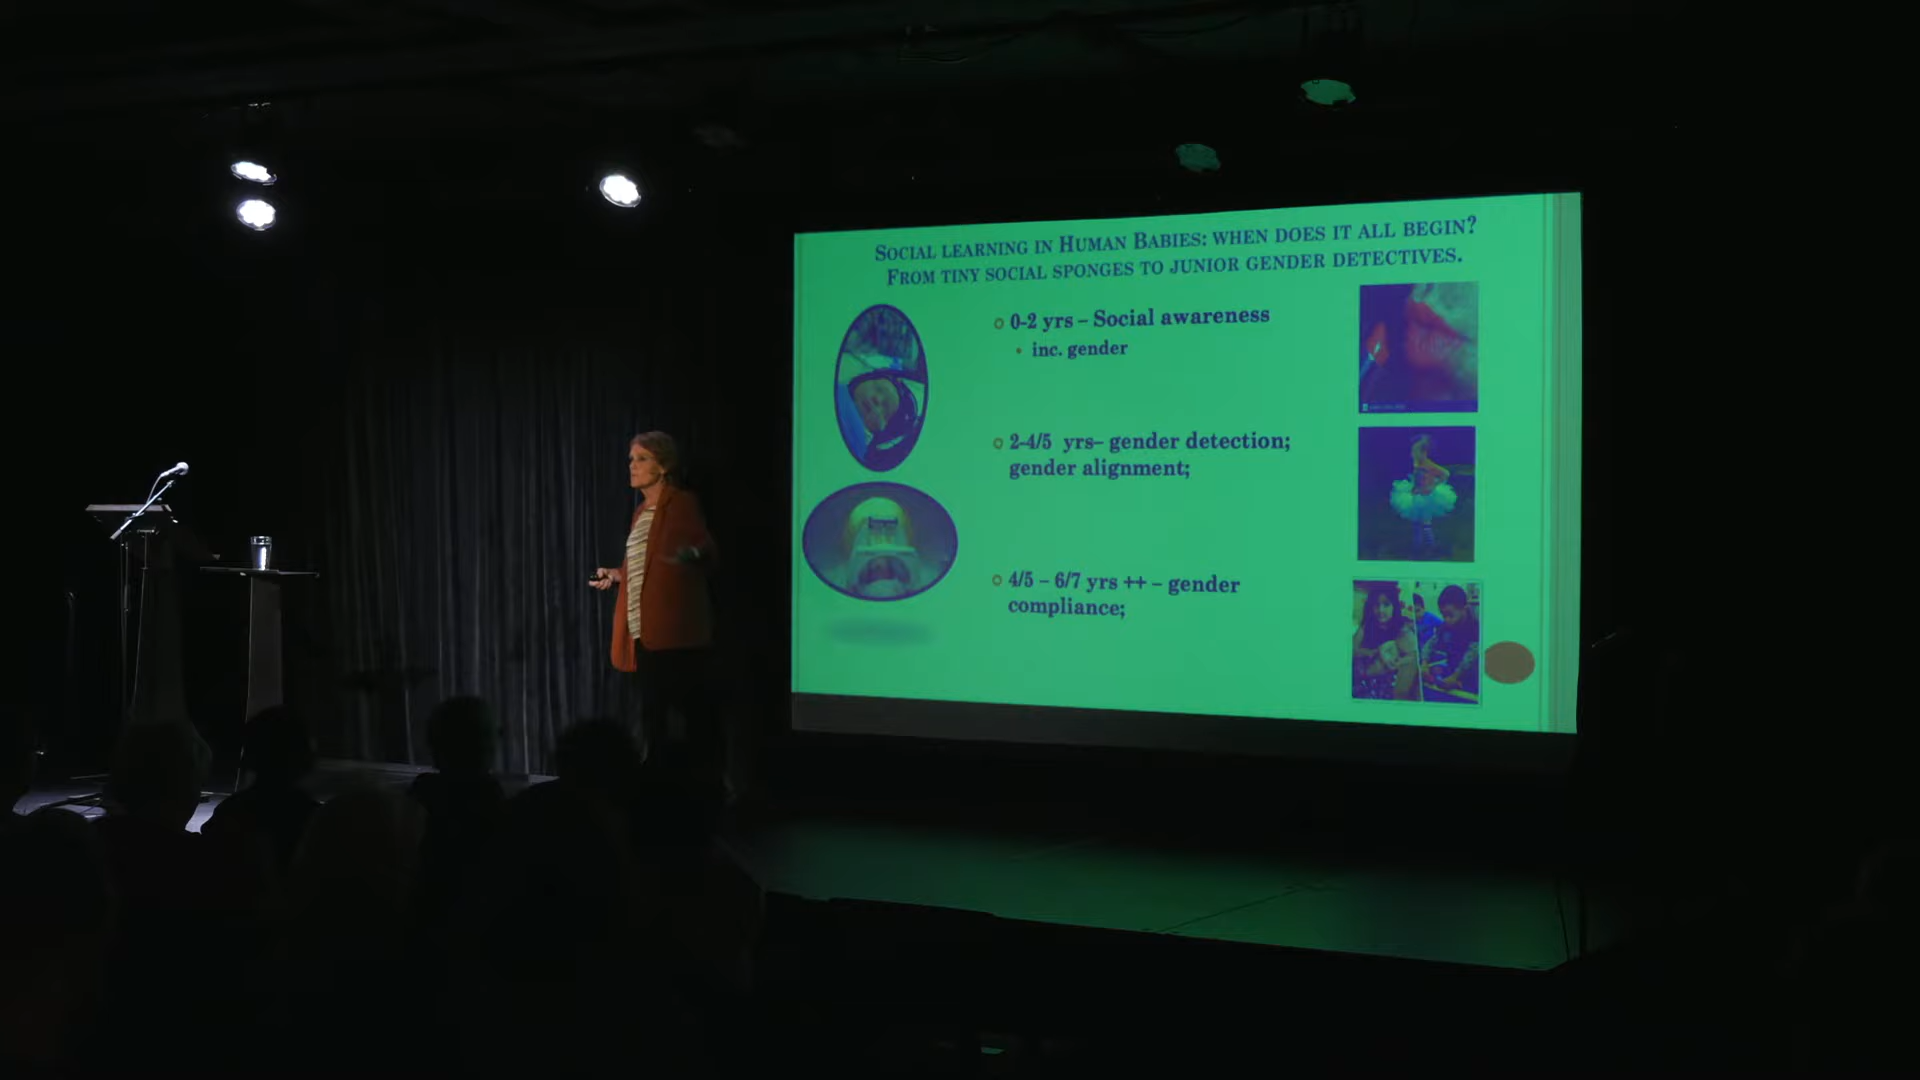 SOCIAL LEARNING IN HUMAN BABIES: WHEN DOES IT ALL BEGIN?
FROM TINY SOCIAL SPONGES TO JUNIOR GENDER DETECTIVES.
0-2 yrs – Social awareness
inc. gender
2-4/5 yrs– gender detection;
gender alignment;
4/5 – 6/7 yrs ++ – gender
compliance;